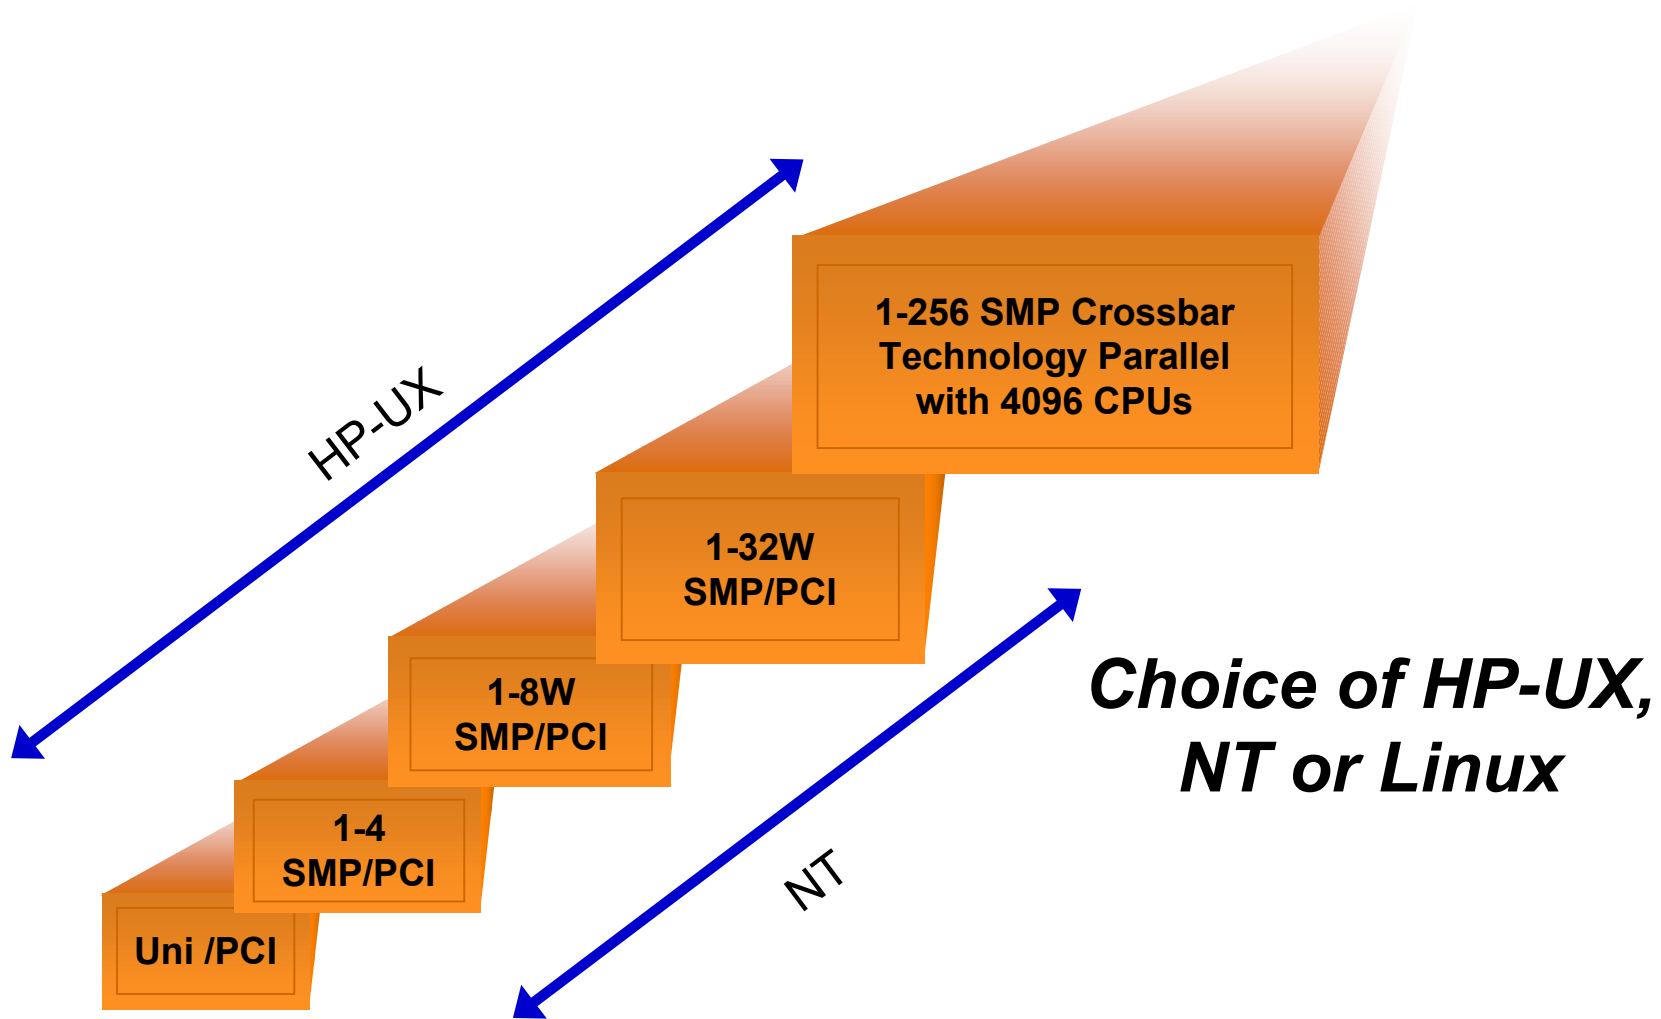 HP-UX
1-256 SMP Crossbar
Technology Parallel
with 4096 CPUs
1-32W
SMP/PCI
1-8W
SMP/PCI
1-4
SMP/PCI
Uni /PCI
NT
Choice of HP-UX,
NT or Linux